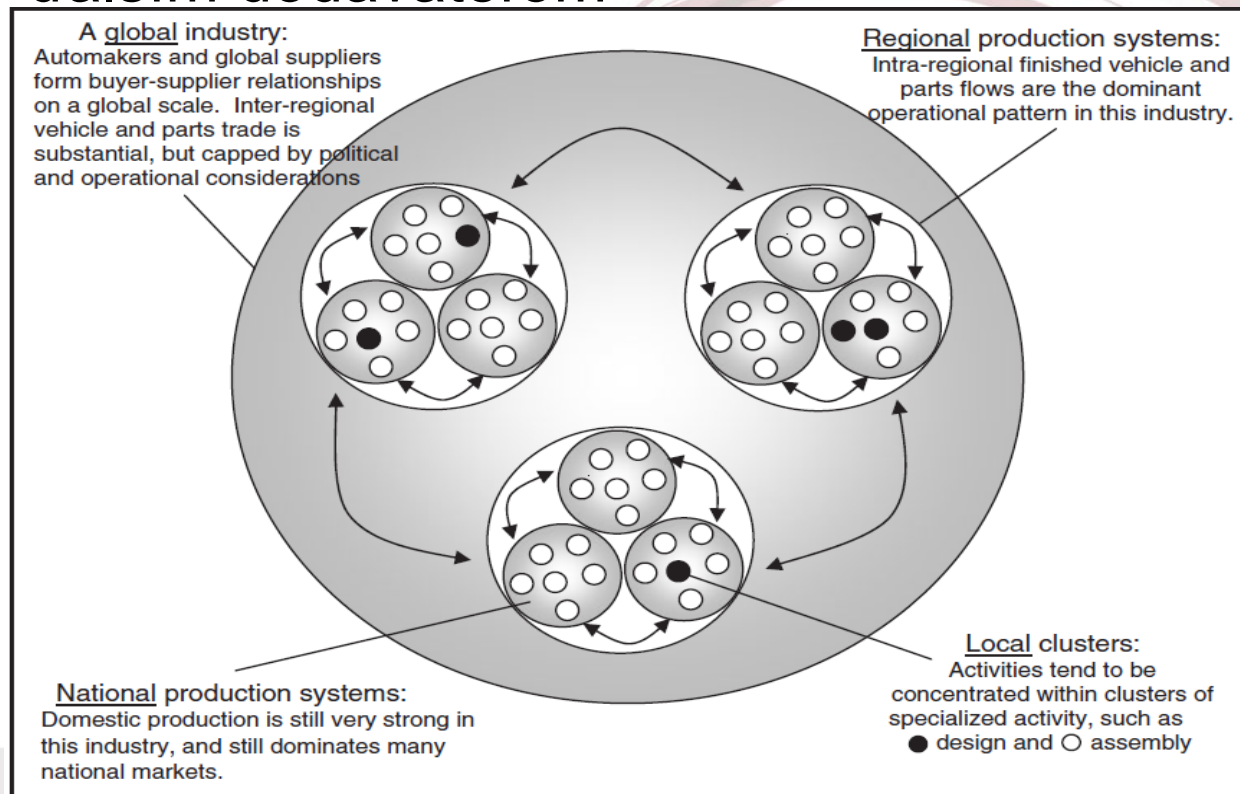 dalším dodavatelem
A global industry:
Automakers and global suppliers
form buyer-supplier relationships
on a global scale. Inter-regional
vehicle and parts trade is
substantial, but capped by political
and operational considerations
Regional production systems:
Intra-regional finished vehicle and
parts flows are the dominant
operational pattern in this industry.
National production systems:
Domestic production is still very strong in
this industry, and still dominates many
national markets.
Local clusters:
Activities tend to be
concentrated within clusters of
specialized activity, such as
● design and ○ assembly